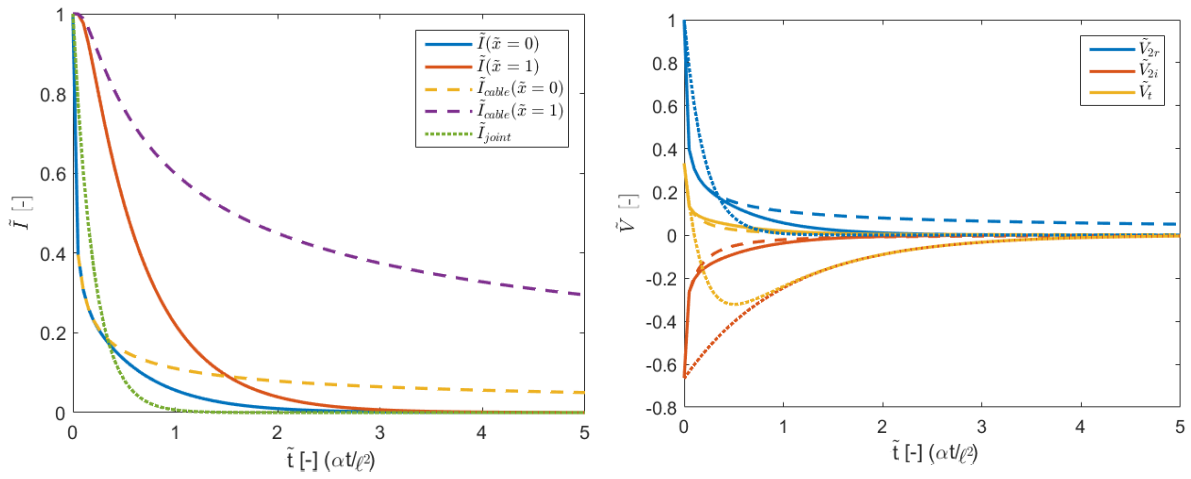 1
0.8
0.6
0.4
0.2
0
0 1 2 3 4 5
Ĩ [-]
t̃ [-] (αt/ℓ²)
Ĩ(x̃ = 0)
Ĩ(x̃ = 1)
Ĩcable(x̃ = 0)
Ĩcable(x̃ = 1)
Ĩjoint
1
0.8
0.6
0.4
0.2
0
-0.2
-0.4
-0.6
-0.8
0 1 2 3 4 5
Ṽ [-]
t̃ [-] (αt/ℓ²)
Ṽ2r
Ṽ2i
Ṽt